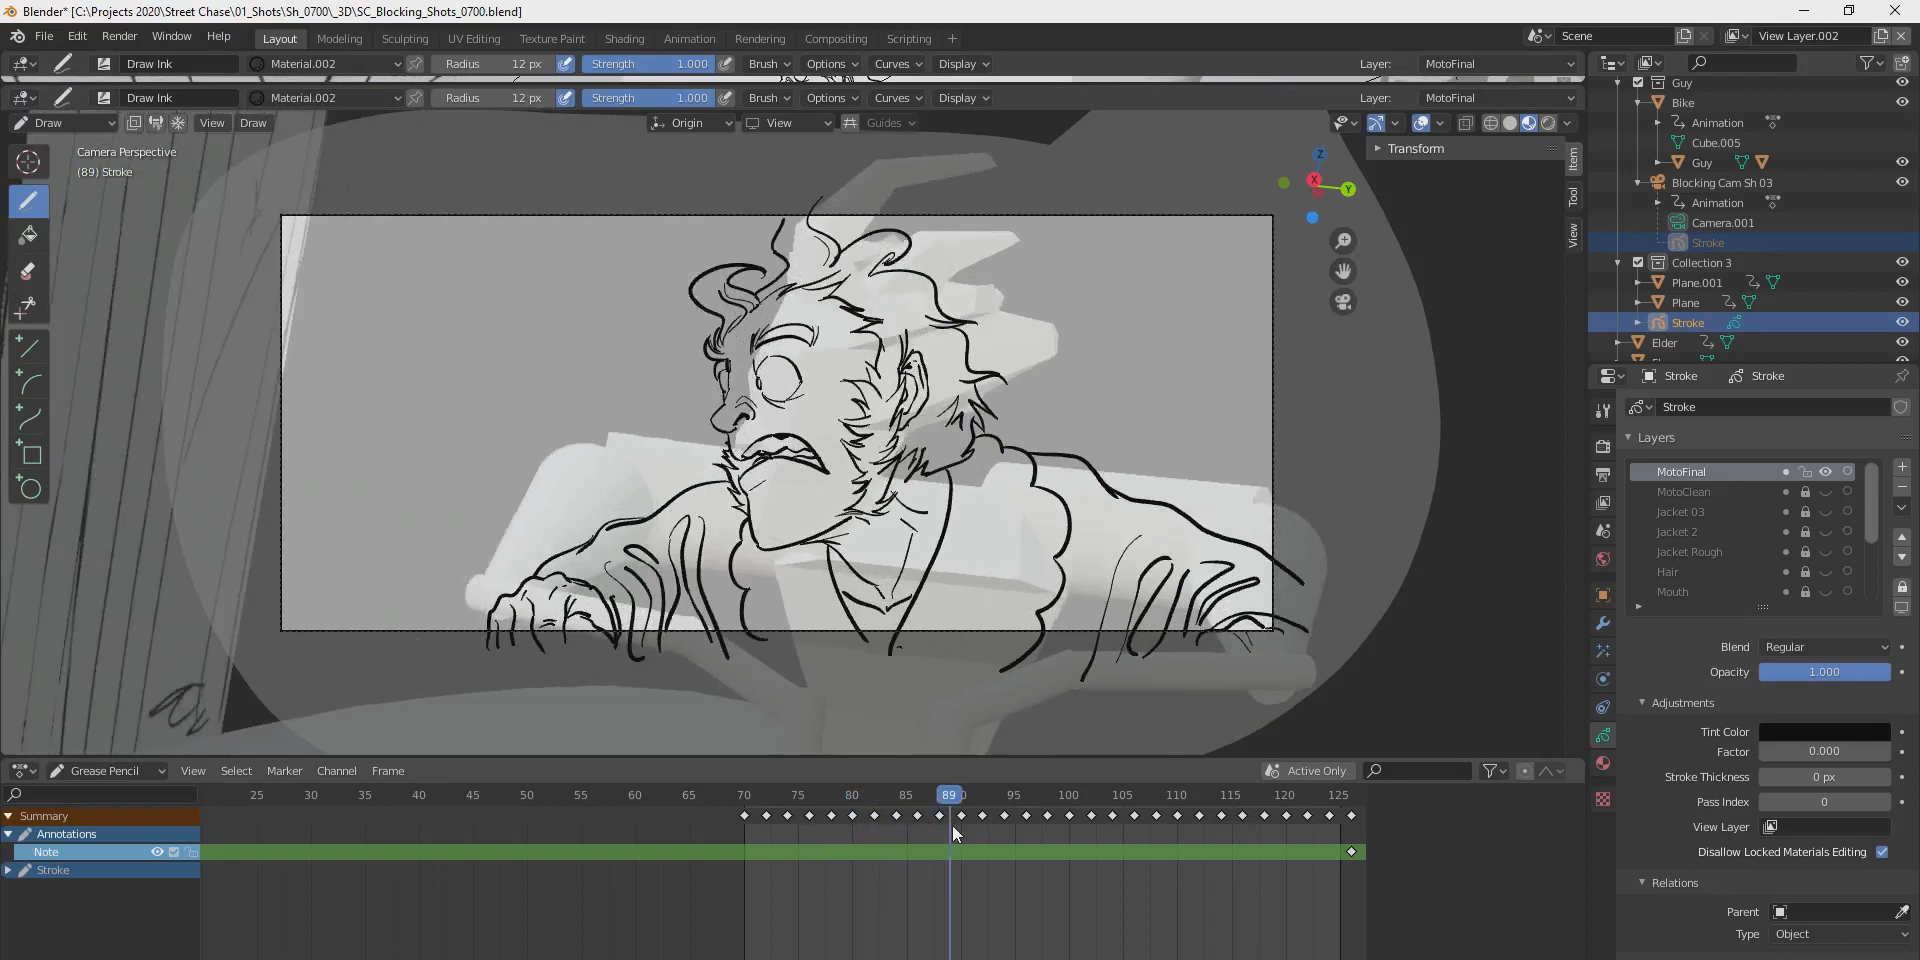 Blender* [C:\Projects 2020\Street Chase\01_Shots\Sh_0700\_3D\SC_Blocking_Shots_0700.blend]
File Edit Render Window Help
Layout Modeling Sculpting UV Editing Texture Paint Shading Animation Rendering Compositing Scripting +
Scene
View Layer.002
Draw Ink Material.002 Radius 12 px Strength 1.000 Brush Options Curves Display Layer: MotoFinal
Draw Ink Material.002 Radius 12 px Strength 1.000 Brush Options Curves Display Layer: MotoFinal
Draw View Draw Origin View Guides
Camera Perspective
(89) Stroke
Z
X
Y
Transform
Item
Tool
View
Guy
Bike
Animation
Cube.005
Guy
Blocking Cam Sh 03
Animation
Camera.001
Stroke
Collection 3
Plane.001
Plane
Stroke
Elder
Stroke Stroke
Stroke
Layers
MotoFinal
MotoClean
Jacket 03
Jacket 2
Jacket Rough
Hair
Mouth
Blend Regular
Opacity 1.000
Adjustments
Tint Color
Factor 0.000
Stroke Thickness 0 px
Pass Index 0
View Layer
Disallow Locked Materials Editing
Relations
Parent
Type Object
Grease Pencil View Select Marker Channel Frame Active Only
25 30 35 40 45 50 55 60 65 70 75 80 85 89 95 100 105 110 115 120 125
Summary
Annotations
Note
Stroke